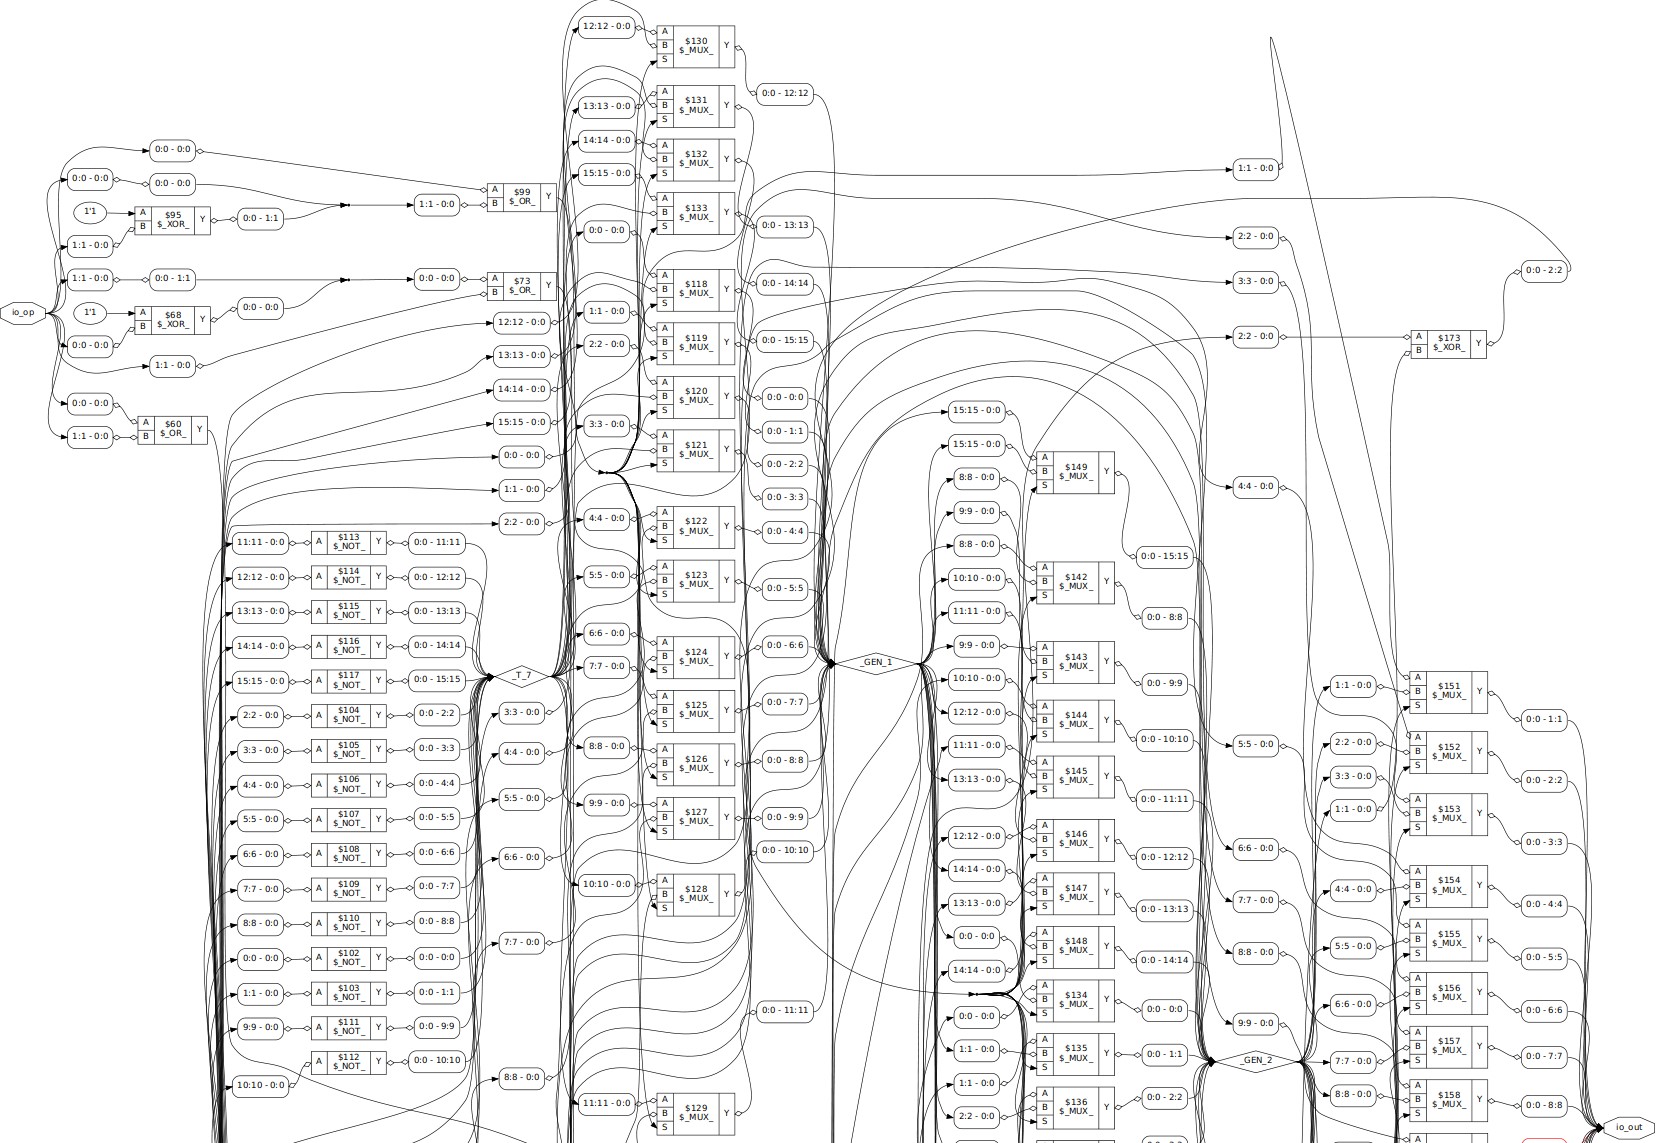 io_op
0:0 - 0:0
0:0 - 0:0
0:0 - 0:0
1'1
A
B
$95
$_XOR_
Y
0:0 - 1:1
1:1 - 0:0
1:1 - 0:0
0:0 - 1:1
1'1
A
B
$68
$_XOR_
Y
0:0 - 0:0
0:0 - 0:0
1:1 - 0:0
0:0 - 0:0
1:1 - 0:0
A
B
$60
$_OR_
Y
1:1 - 0:0
A
B
$99
$_OR_
0:0 - 0:0
A
B
$73
$_OR_
12:12 - 0:0
13:13 - 0:0
14:14 - 0:0
15:15 - 0:0
0:0 - 0:0
1:1 - 0:0
2:2 - 0:0
11:11 - 0:0
A
$113
$_NOT_
Y
0:0 - 11:11
12:12 - 0:0
A
$114
$_NOT_
Y
0:0 - 12:12
13:13 - 0:0
A
$115
$_NOT_
Y
0:0 - 13:13
14:14 - 0:0
A
$116
$_NOT_
Y
0:0 - 14:14
15:15 - 0:0
A
$117
$_NOT_
Y
0:0 - 15:15
2:2 - 0:0
A
$104
$_NOT_
Y
0:0 - 2:2
3:3 - 0:0
A
$105
$_NOT_
Y
0:0 - 3:3
4:4 - 0:0
A
$106
$_NOT_
Y
0:0 - 4:4
5:5 - 0:0
A
$107
$_NOT_
Y
0:0 - 5:5
6:6 - 0:0
A
$108
$_NOT_
Y
0:0 - 6:6
7:7 - 0:0
A
$109
$_NOT_
Y
0:0 - 7:7
8:8 - 0:0
A
$110
$_NOT_
Y
0:0 - 8:8
0:0 - 0:0
A
$102
$_NOT_
Y
0:0 - 0:0
1:1 - 0:0
A
$103
$_NOT_
Y
0:0 - 1:1
9:9 - 0:0
A
$111
$_NOT_
Y
0:0 - 9:9
10:10 - 0:0
A
$112
$_NOT_
Y
0:0 - 10:10
_T_7
3:3 - 0:0
4:4 - 0:0
5:5 - 0:0
6:6 - 0:0
7:7 - 0:0
8:8 - 0:0
12:12 - 0:0
13:13 - 0:0
14:14 - 0:0
15:15 - 0:0
0:0 - 0:0
1:1 - 0:0
2:2 - 0:0
3:3 - 0:0
4:4 - 0:0
5:5 - 0:0
6:6 - 0:0
7:7 - 0:0
8:8 - 0:0
9:9 - 0:0
10:10 - 0:0
11:11 - 0:0
A
B
S
$130
$_MUX_
Y
A
B
S
$131
$_MUX_
Y
A
B
S
$132
$_MUX_
Y
A
B
S
$133
$_MUX_
Y
A
B
S
$118
$_MUX_
Y
A
B
S
$119
$_MUX_
Y
A
B
S
$120
$_MUX_
Y
A
B
S
$121
$_MUX_
Y
A
B
S
$122
$_MUX_
Y
A
B
S
$123
$_MUX_
Y
A
B
S
$124
$_MUX_
Y
A
B
S
$125
$_MUX_
Y
A
B
S
$126
$_MUX_
Y
A
B
S
$127
$_MUX_
Y
A
B
S
$128
$_MUX_
Y
A
B
S
$129
$_MUX_
Y
0:0 - 12:12
0:0 - 13:13
0:0 - 14:14
0:0 - 15:15
0:0 - 0:0
0:0 - 1:1
0:0 - 2:2
0:0 - 3:3
0:0 - 4:4
0:0 - 5:5
0:0 - 6:6
0:0 - 7:7
0:0 - 8:8
0:0 - 9:9
0:0 - 10:10
0:0 - 11:11
_GEN_1
15:15 - 0:0
15:15 - 0:0
8:8 - 0:0
9:9 - 0:0
8:8 - 0:0
10:10 - 0:0
11:11 - 0:0
9:9 - 0:0
10:10 - 0:0
12:12 - 0:0
11:11 - 0:0
13:13 - 0:0
12:12 - 0:0
14:14 - 0:0
13:13 - 0:0
0:0 - 0:0
14:14 - 0:0
0:0 - 0:0
1:1 - 0:0
1:1 - 0:0
2:2 - 0:0
A
B
S
$149
$_MUX_
Y
A
B
S
$142
$_MUX_
Y
A
B
S
$143
$_MUX_
Y
A
B
S
$144
$_MUX_
Y
A
B
S
$145
$_MUX_
Y
A
B
S
$146
$_MUX_
Y
A
B
S
$147
$_MUX_
Y
A
B
S
$148
$_MUX_
Y
A
B
S
$134
$_MUX_
Y
A
B
S
$135
$_MUX_
Y
A
B
S
$136
$_MUX_
Y
0:0 - 15:15
0:0 - 8:8
0:0 - 9:9
0:0 - 10:10
0:0 - 11:11
0:0 - 12:12
0:0 - 13:13
0:0 - 14:14
0:0 - 0:0
0:0 - 1:1
0:0 - 2:2
1:1 - 0:0
2:2 - 0:0
3:3 - 0:0
2:2 - 0:0
4:4 - 0:0
5:5 - 0:0
6:6 - 0:0
7:7 - 0:0
8:8 - 0:0
9:9 - 0:0
_GEN_2
1:1 - 0:0
2:2 - 0:0
3:3 - 0:0
1:1 - 0:0
4:4 - 0:0
5:5 - 0:0
6:6 - 0:0
7:7 - 0:0
8:8 - 0:0
A
B
$173
$_XOR_
Y
0:0 - 2:2
A
B
S
$151
$_MUX_
Y
0:0 - 1:1
A
B
S
$152
$_MUX_
Y
0:0 - 2:2
A
B
S
$153
$_MUX_
Y
0:0 - 3:3
A
B
S
$154
$_MUX_
Y
0:0 - 4:4
A
B
S
$155
$_MUX_
Y
0:0 - 5:5
A
B
S
$156
$_MUX_
Y
0:0 - 6:6
A
B
S
$157
$_MUX_
Y
0:0 - 7:7
A
B
S
$158
$_MUX_
Y
0:0 - 8:8
A
io_out